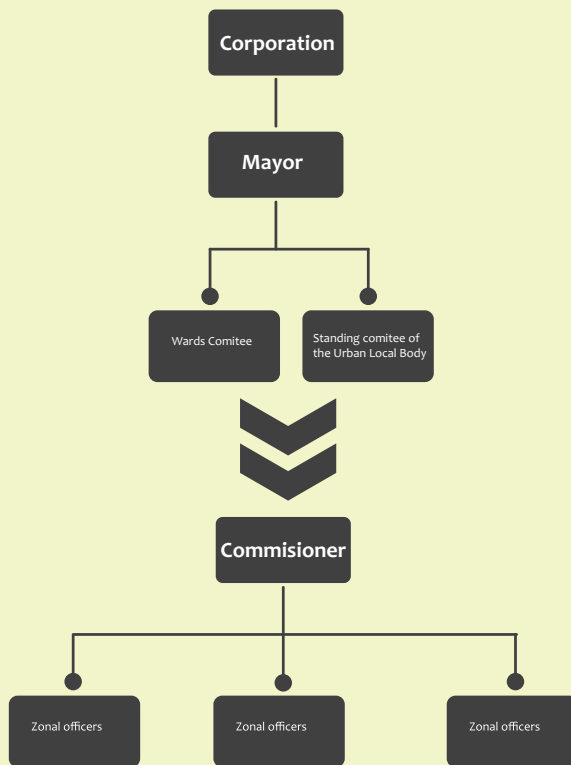 Corporation
Mayor
Wards Comitee
Standing comitee of
the Urban Local Body
Commisioner
Zonal officers
Zonal officers
Zonal officers